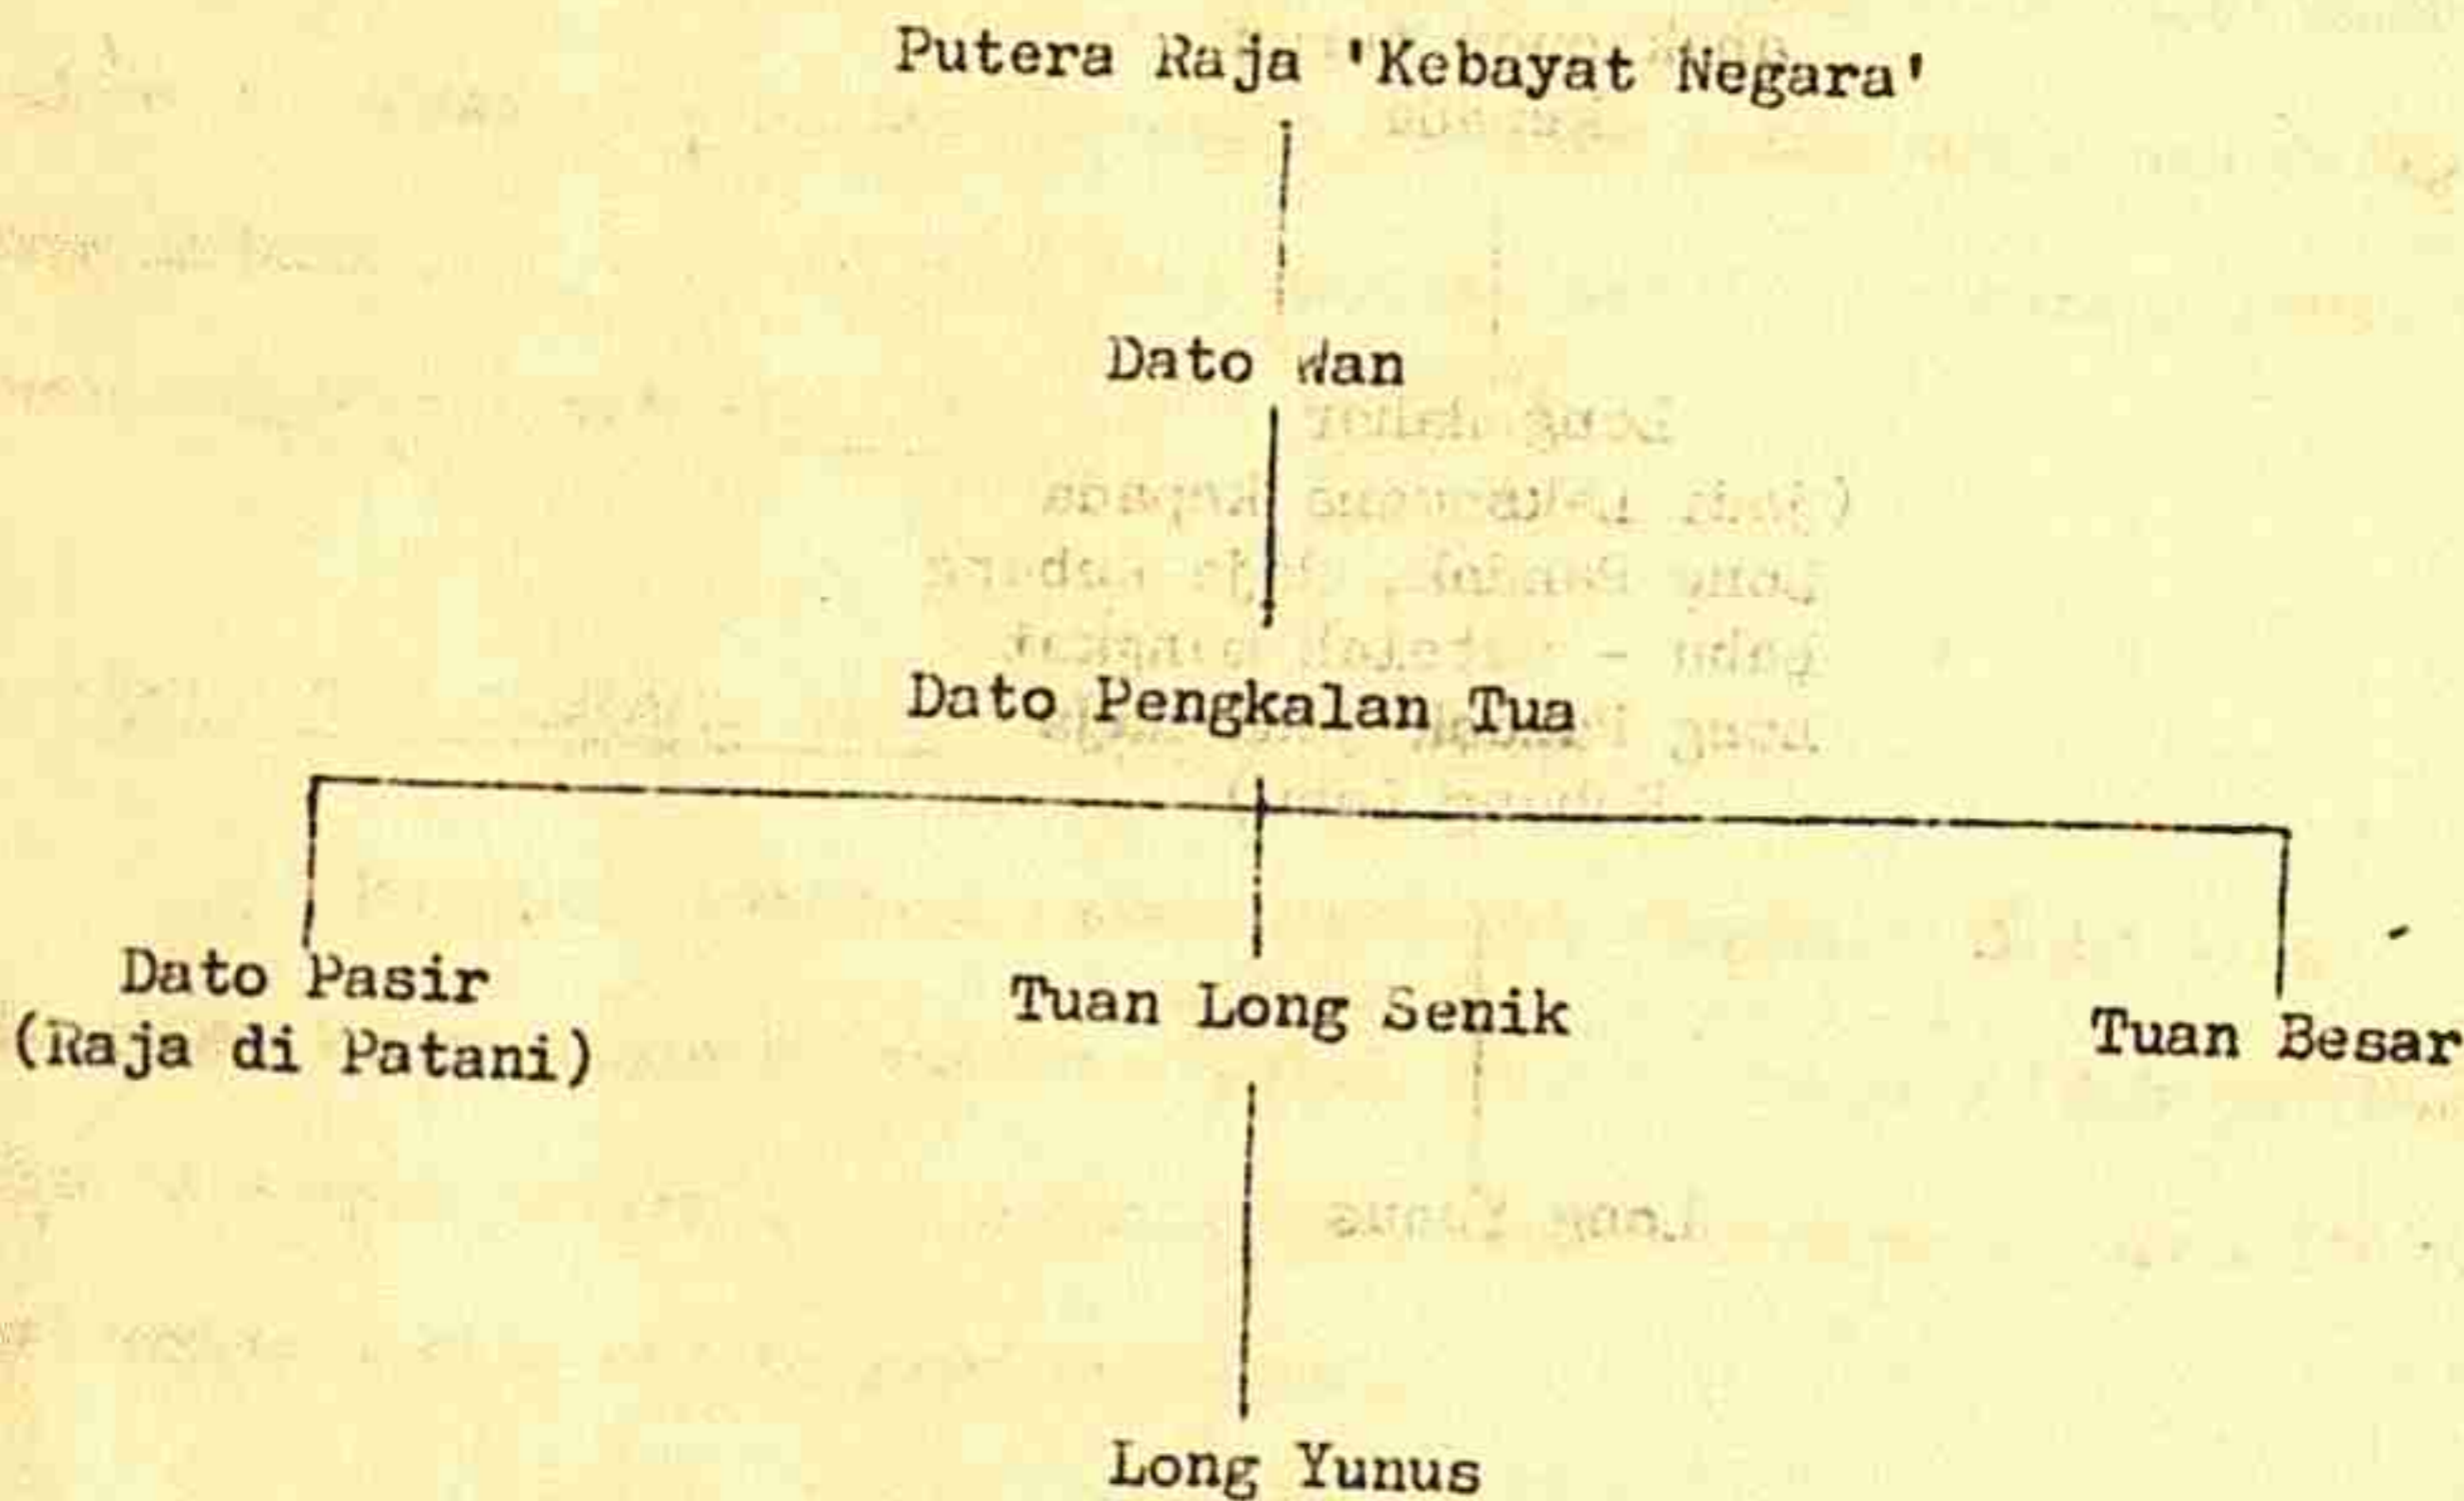 Putera Raja 'Kebayat Negara'
Dato Wan
Dato Pengkalan Tua
Dato Pasir
(Raja di Patani)
Tuan Long Senik
Tuan Besar
Long Yunus